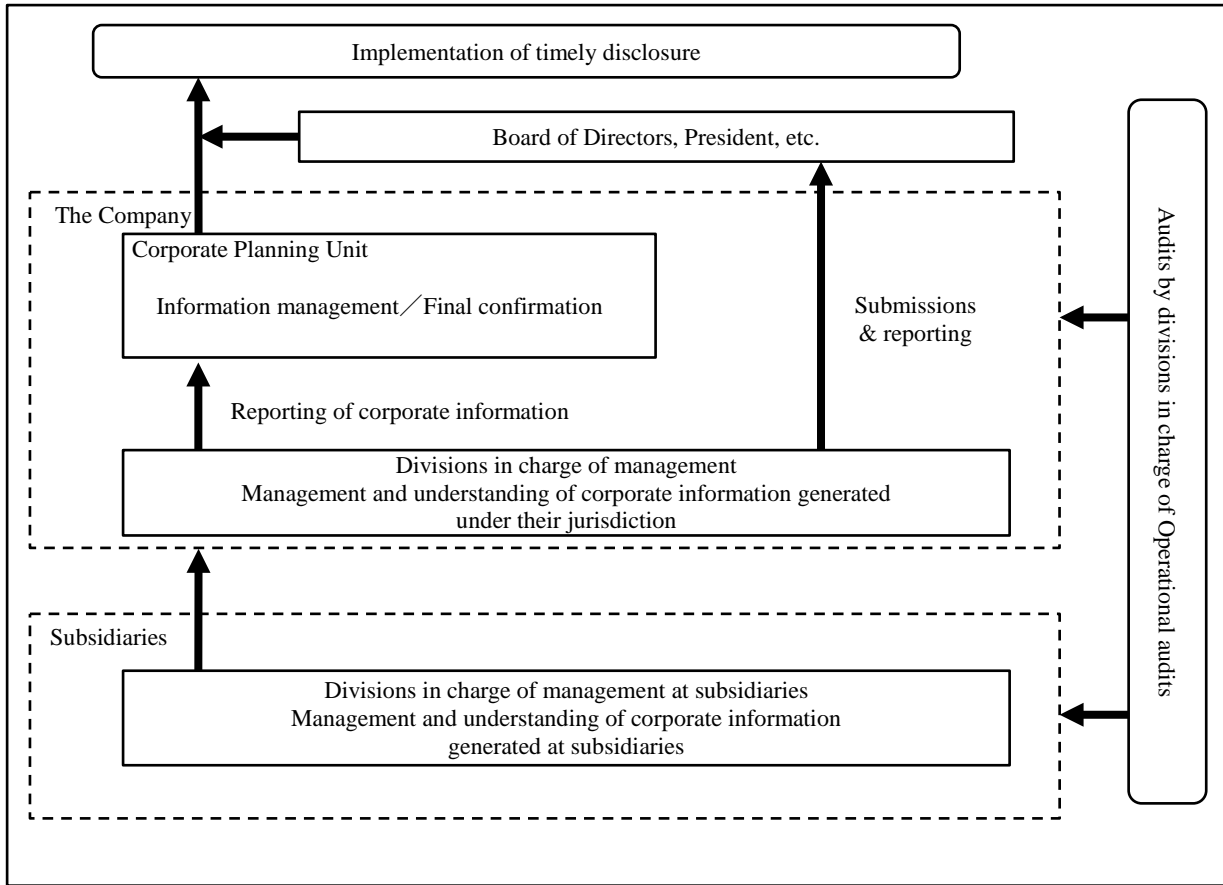 Implementation of timely disclosure
Board of Directors, President, etc.
The Company
Corporate Planning Unit
Information management／Final confirmation
Submissions
& reporting
Reporting of corporate information
Divisions in charge of management
Management and understanding of corporate information generated
under their jurisdiction
Subsidiaries
Divisions in charge of management at subsidiaries
Management and understanding of corporate information
generated at subsidiaries
Audits by divisions in charge of Operational audits